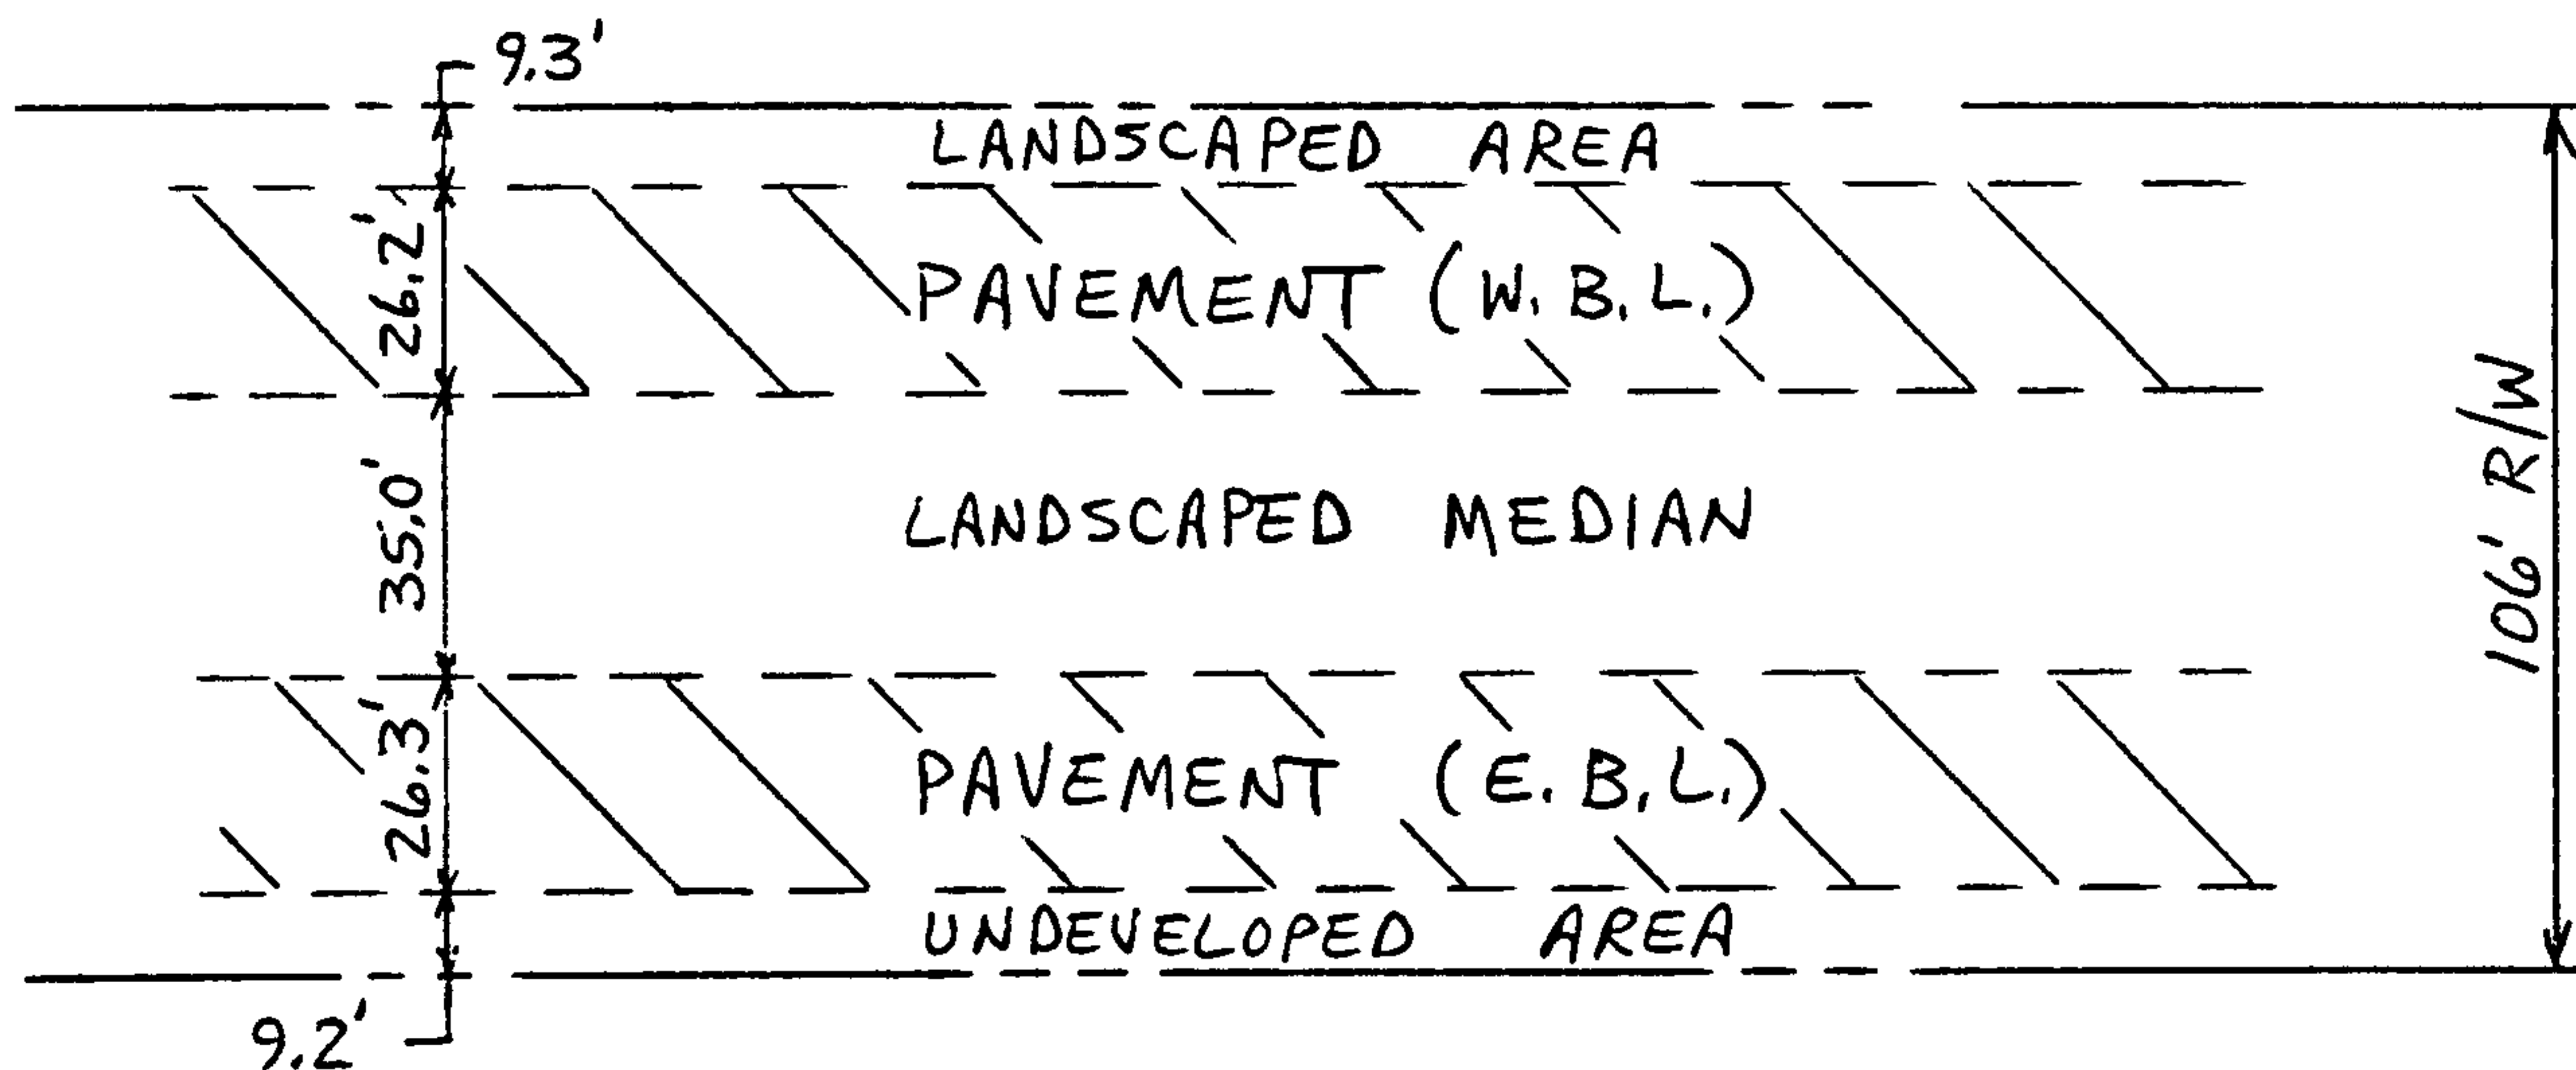 9.3'
LANDSCAPED AREA
26.2'
PAVEMENT (W.B.L.)
35.0'
LANDSCAPED MEDIAN
106' R/W
26.3'
PAVEMENT (E.B.L.)
UNDEVELOPED AREA
9.2'